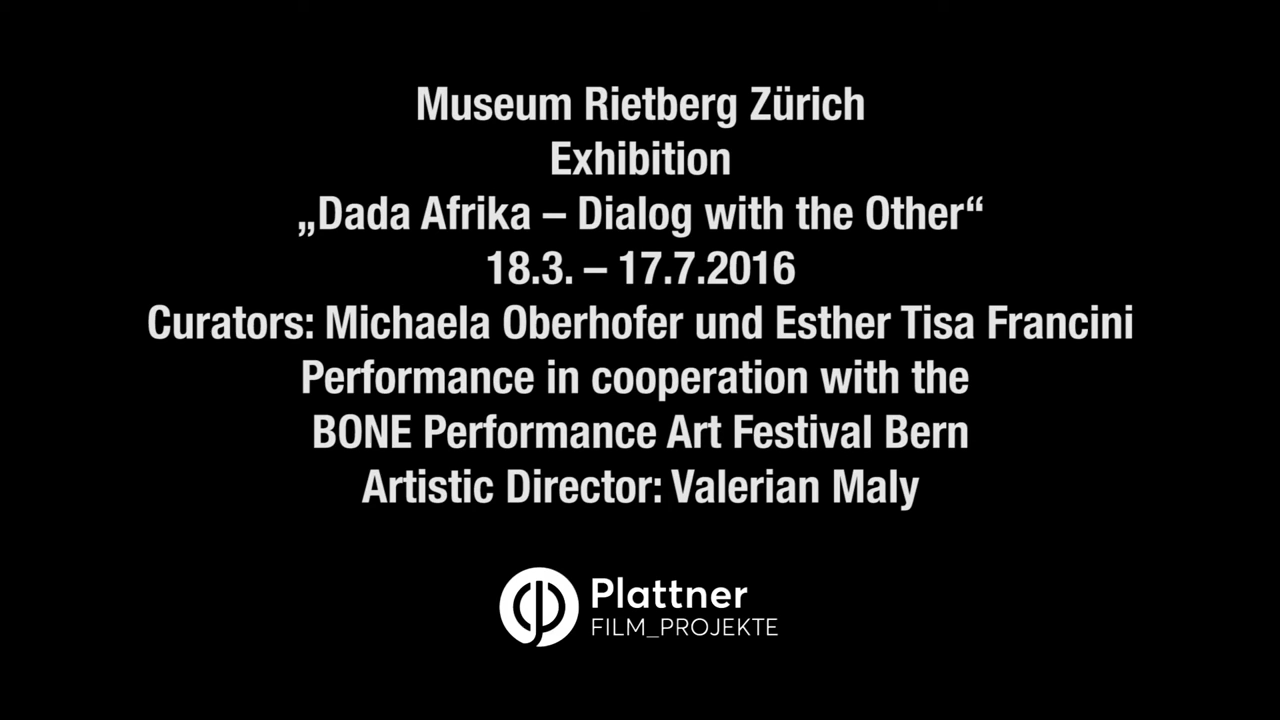 Museum Rietberg Zürich
Exhibition
„Dada Afrika – Dialog with the Other“
18.3. – 17.7.2016
Curators: Michaela Oberhofer und Esther Tisa Francini
Performance in cooperation with the
BONE Performance Art Festival Bern
Artistic Director: Valerian Maly
Plattner
FILM_PROJEKTE